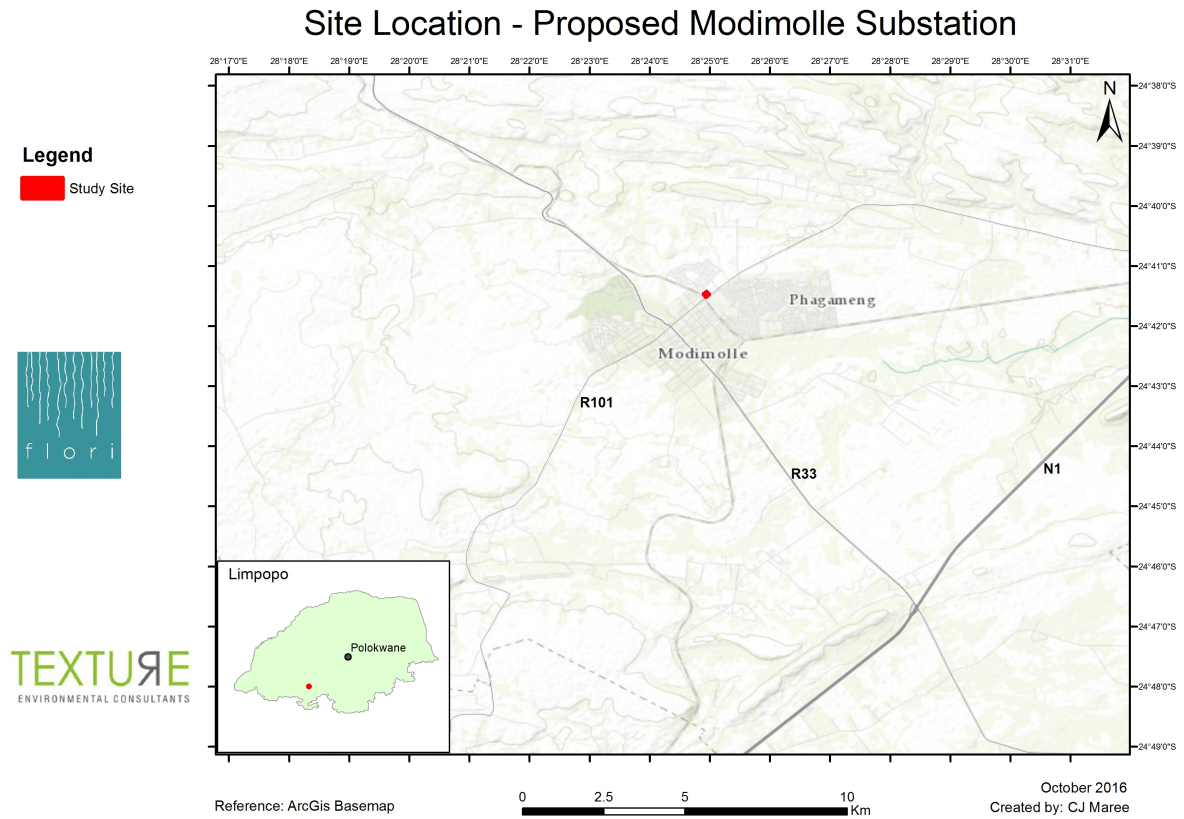 Site Location - Proposed Modimolle Substation
28°17'0"E 28°18'0"E 28°19'0"E 28°20'0"E 28°21'0"E 28°22'0"E 28°23'0"E 28°24'0"E 28°25'0"E 28°26'0"E 28°27'0"E 28°28'0"E 28°29'0"E 28°30'0"E 28°31'0"E
24°38'0"S
N
24°39'0"S
Legend
Study Site
24°40'0"S
24°41'0"S
Phagameng
24°42'0"S
Modimolle
24°43'0"S
R101
24°44'0"S
flori
R33
N1
24°45'0"S
24°46'0"S
Limpopo
24°47'0"S
Polokwane
TEXTURE
ENVIRONMENTAL CONSULTANTS
24°48'0"S
24°49'0"S
October 2016
Reference: ArcGis Basemap
0 2.5 5 10
Km
Created by: CJ Maree